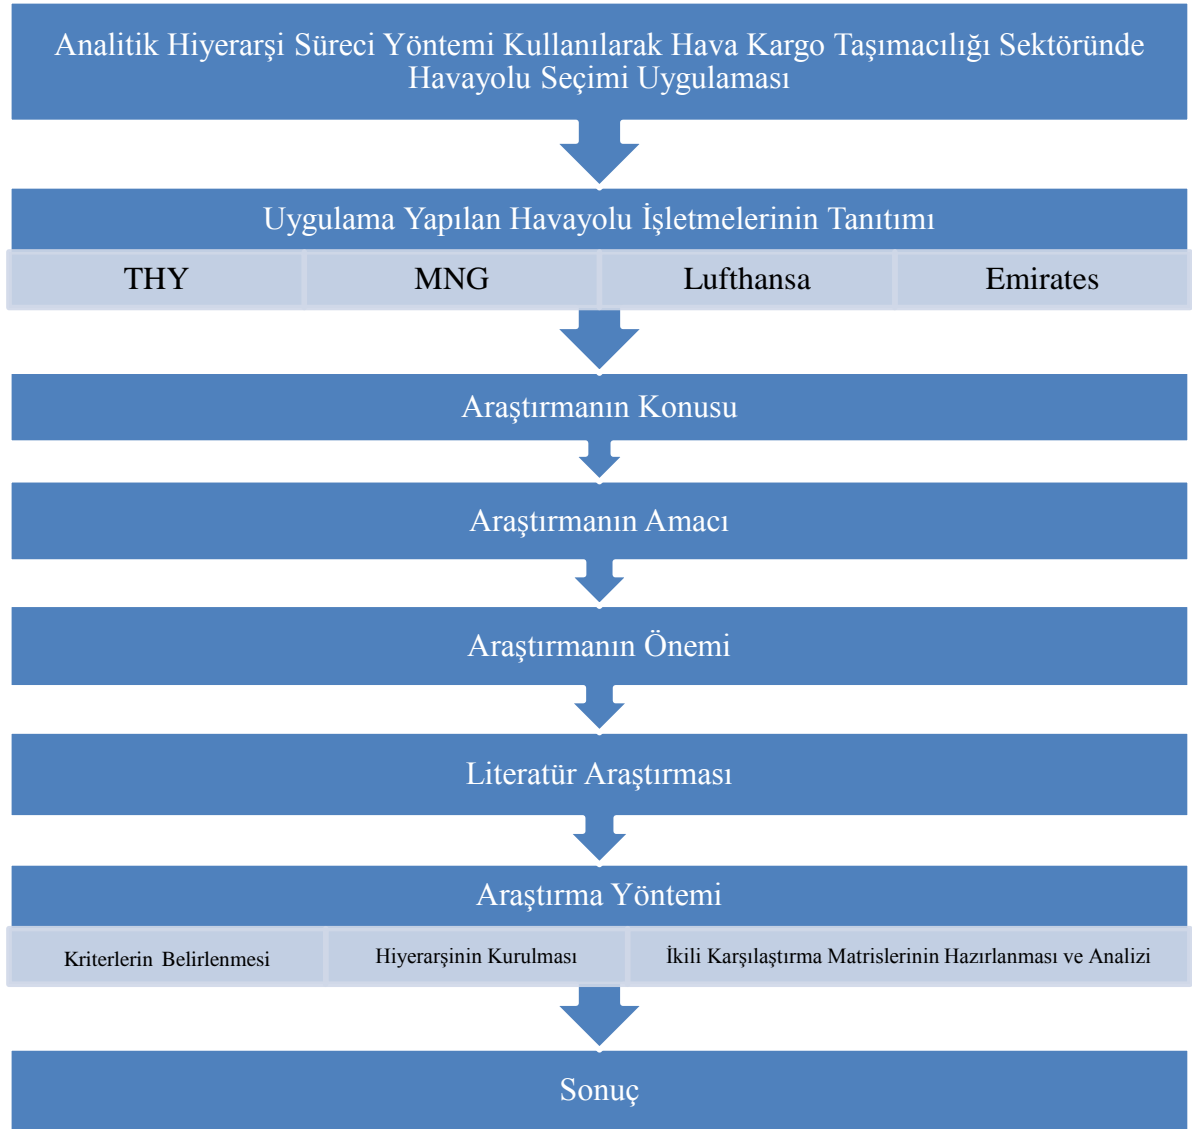 Analitik Hiyerarşi Süreci Yöntemi Kullanılarak Hava Kargo Taşımacılığı Sektöründe
Havayolu Seçimi Uygulaması
Uygulama Yapılan Havayolu İşletmelerinin Tanıtımı
THY
MNG
Lufthansa
Emirates
Araştırmanın Konusu
Araştırmanın Amacı
Araştırmanın Önemi
Literatür Araştırması
Araştırma Yöntemi
Kriterlerin Belirlenmesi
Hiyerarşinin Kurulması
İkili Karşılaştırma Matrislerinin Hazırlanması ve Analizi
Sonuç